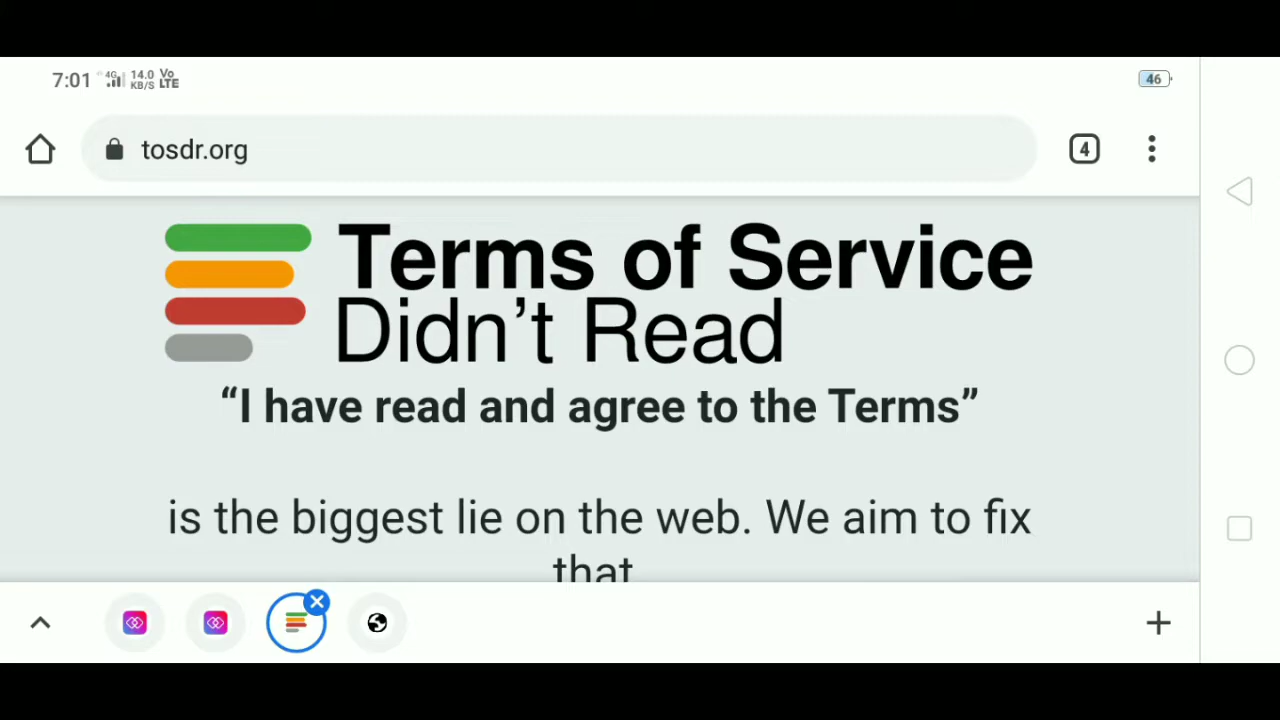 7:01 4G 14.0 KB/S Vo LTE 46
tosdr.org 4
Terms of Service
Didn’t Read
“I have read and agree to the Terms”
is the biggest lie on the web. We aim to fix
that